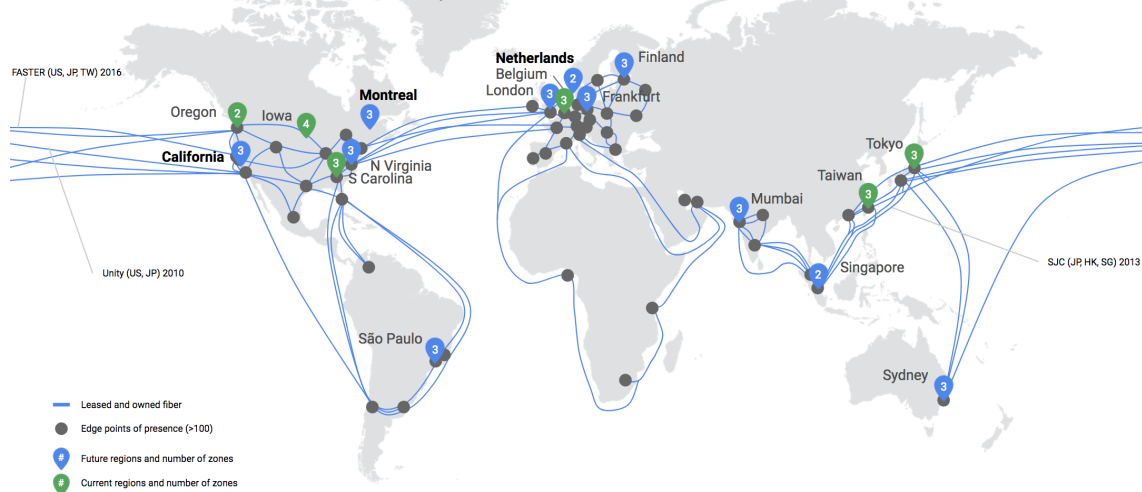 FASTER (US, JP, TW) 2016
Oregon
2
Iowa
4
Montreal
3
California
3
3
N Virginia
3
S Carolina
Unity (US, JP) 2010
Netherlands
2
Belgium
3
London
3
3
Frankfurt
3
Finland
Tokyo
3
Taiwan
3
Mumbai
3
SJC (JP, HK, SG) 2013
Singapore
2
São Paulo
3
Sydney
3
Leased and owned fiber
Edge points of presence (>100)
# Future regions and number of zones
# Current regions and number of zones